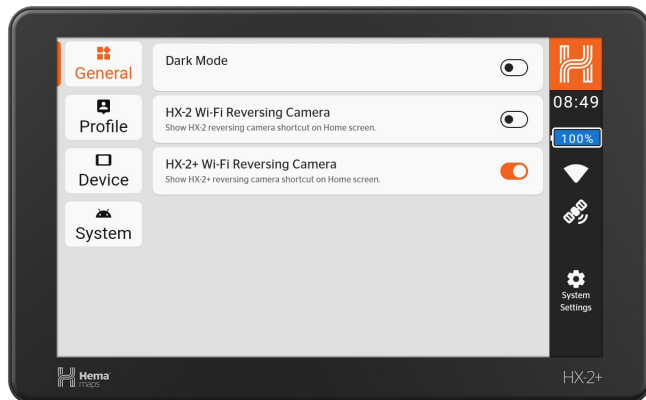 General
Profile
Device
System
Dark Mode
HX-2 Wi-Fi Reversing Camera
Show HX-2 reversing camera shortcut on Home screen.
HX-2+ Wi-Fi Reversing Camera
Show HX-2+ reversing camera shortcut on Home screen.
08:49
100%
System
Settings
Hema
maps
HX-2+